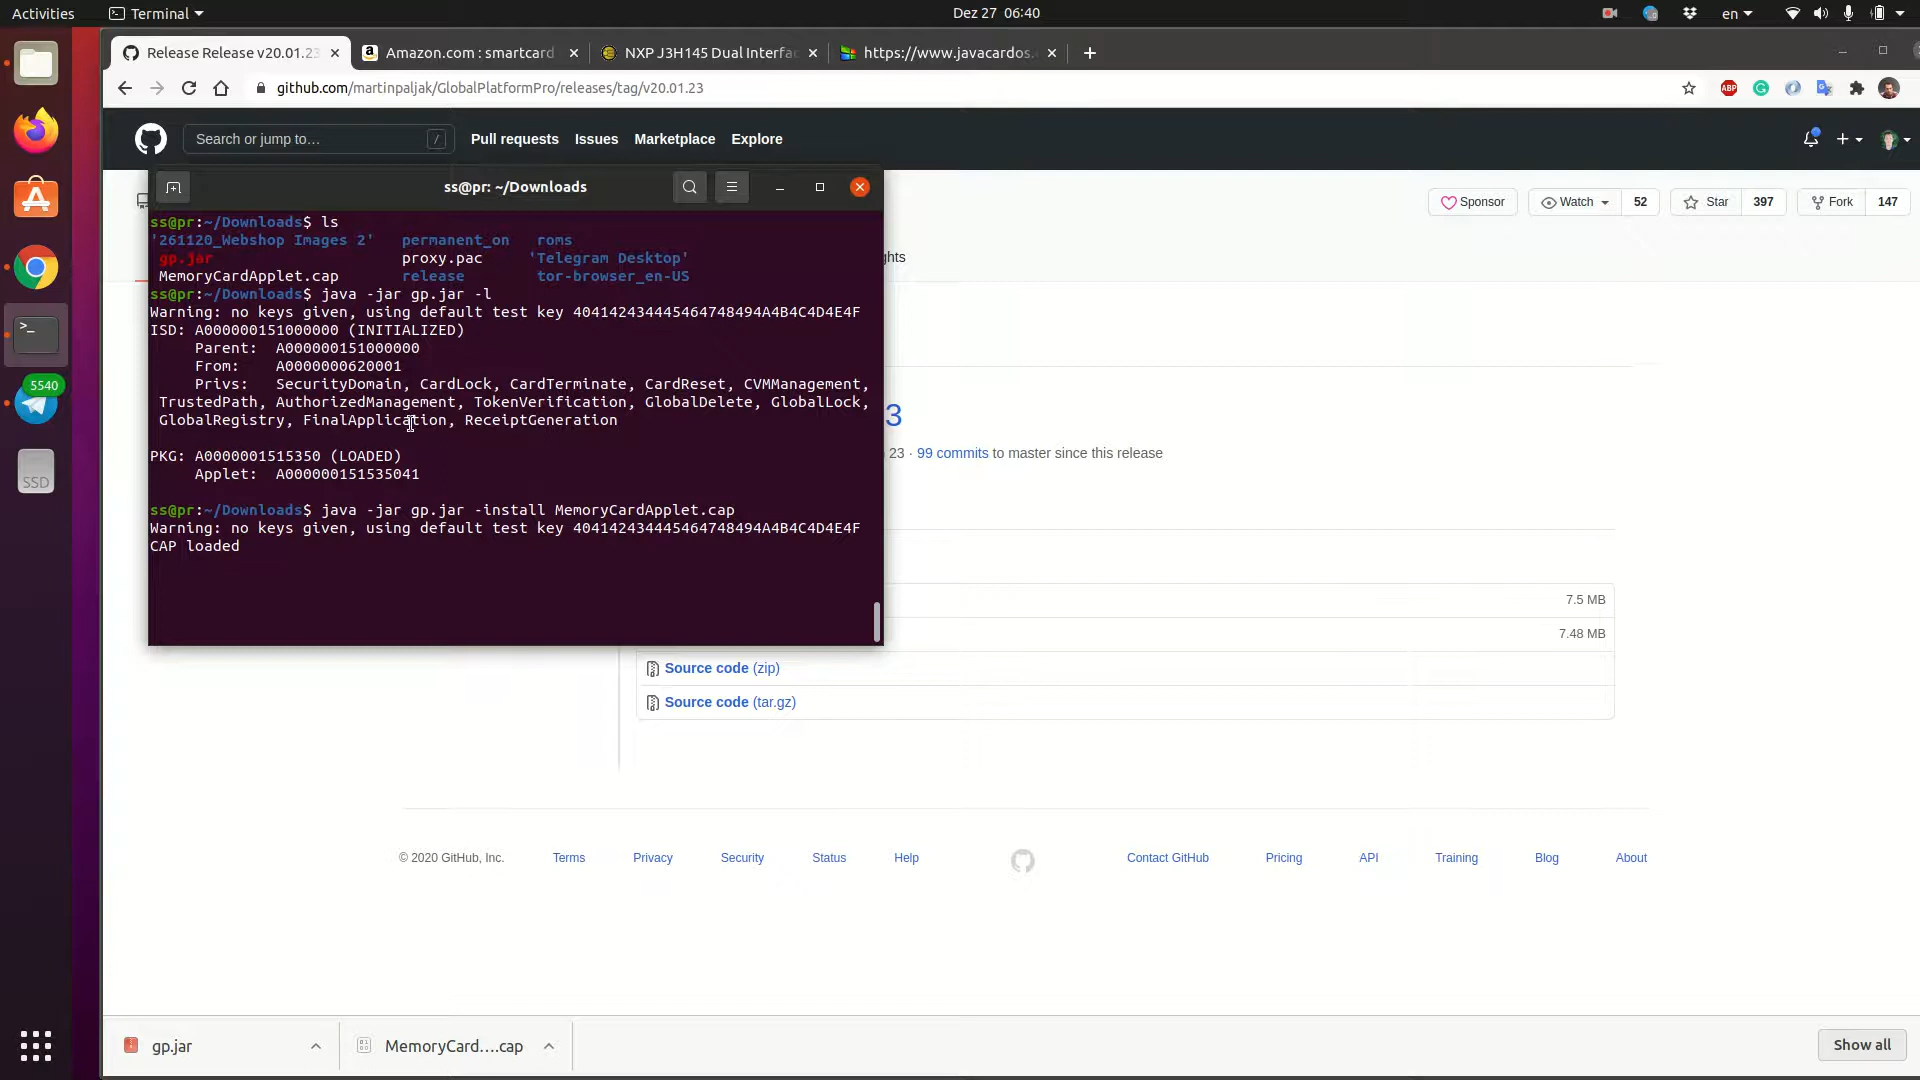 Activities
Terminal
Dez 27 06:40
en
Release Release v20.01.23
Amazon.com : smartcard
NXP J3H145 Dual Interfac
https://www.javacardos.
github.com/martinpaljak/GlobalPlatformPro/releases/tag/v20.01.23
ABP
Search or jump to…
/
Pull requests
Issues
Marketplace
Explore
Sponsor
Watch
52
Star
397
Fork
147
ss@pr: ~/Downloads
ss@pr:~/Downloads$ ls
'261120_Webshop Images 2' permanent_on roms
gp.jar proxy.pac 'Telegram Desktop'
MemoryCardApplet.cap release tor-browser_en-US
ss@pr:~/Downloads$ java -jar gp.jar -l
Warning: no keys given, using default test key 404142434445464748494A4B4C4D4E4F
ISD: A000000151000000 (INITIALIZED)
Parent: A000000151000000
From: A0000000620001
Privs: SecurityDomain, CardLock, CardTerminate, CardReset, CVMManagement,
TrustedPath, AuthorizedManagement, TokenVerification, GlobalDelete, GlobalLock,
GlobalRegistry, FinalApplication, ReceiptGeneration
PKG: A0000001515350 (LOADED)
Applet: A000000151535041
ss@pr:~/Downloads$ java -jar gp.jar -install MemoryCardApplet.cap
Warning: no keys given, using default test key 404142434445464748494A4B4C4D4E4F
CAP loaded
ghts
3
23 · 99 commits to master since this release
7.5 MB
7.48 MB
Source code (zip)
Source code (tar.gz)
5540
SSD
© 2020 GitHub, Inc.
Terms
Privacy
Security
Status
Help
Contact GitHub
Pricing
API
Training
Blog
About
gp.jar
MemoryCard....cap
Show all